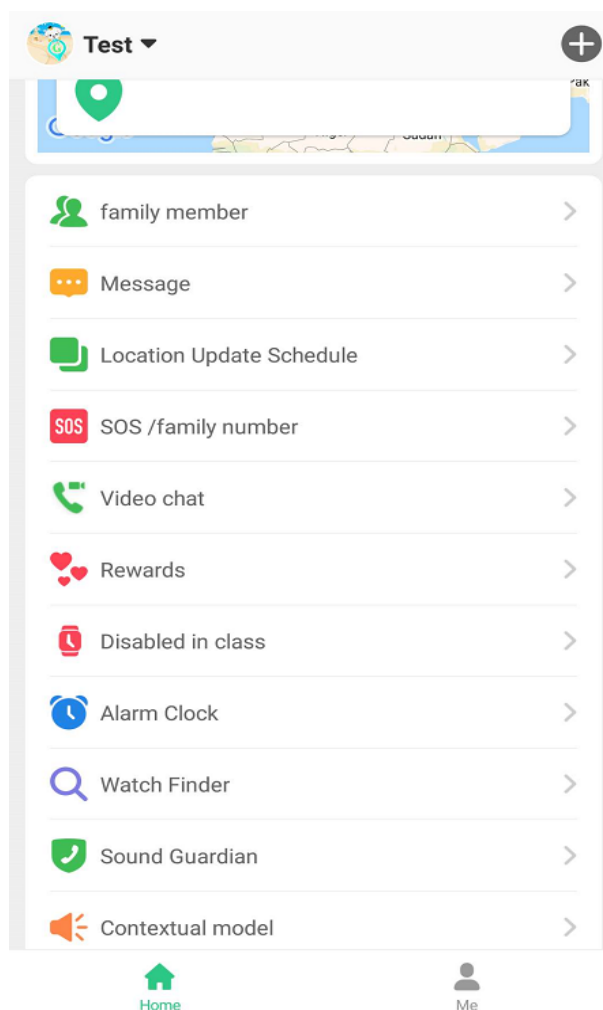 Test
family member
Message
Location Update Schedule
SOS
SOS /family number
Video chat
Rewards
Disabled in class
Alarm Clock
Watch Finder
Sound Guardian
Contextual model
Home
Me